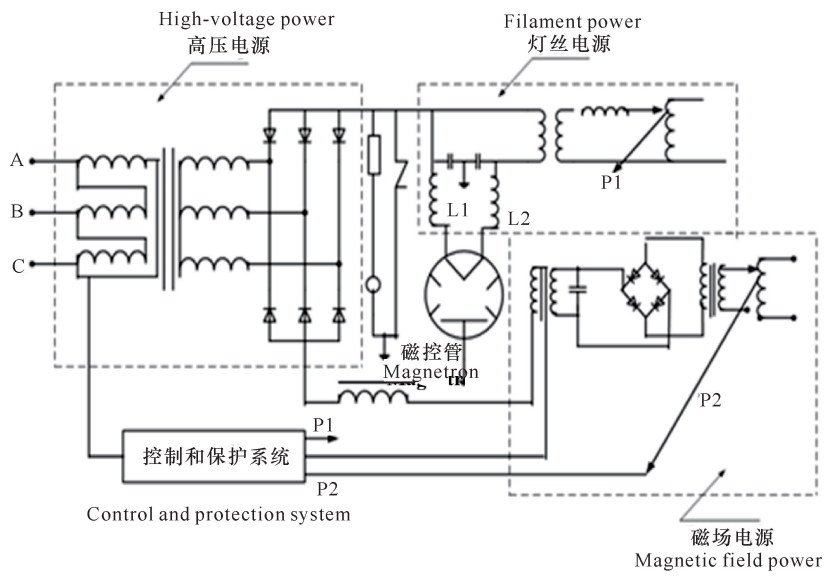 High-voltage power
高压电源
Filament power
灯丝电源
A
P1
B
L1
L2
C
磁控管
Magnetron
P2
P1
控制和保护系统
P2
Control and protection system
磁场电源
Magnetic field power